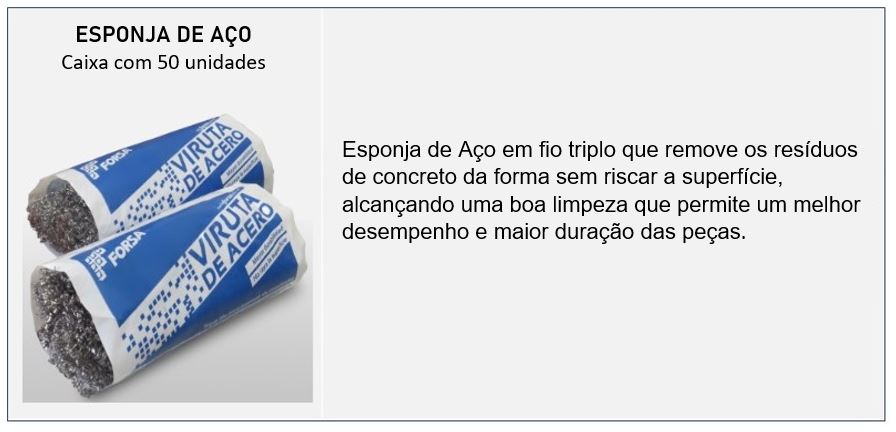 ESPONJA DE AÇO
Caixa com 50 unidades
Esponja de Aço em fio triplo que remove os resíduos
de concreto da forma sem riscar a superfície,
alcançando uma boa limpeza que permite um melhor
desempenho e maior duração das peças.
FORSA
VIRUTA
DE ACERO
FORSA
VIRUTA
DE ACERO